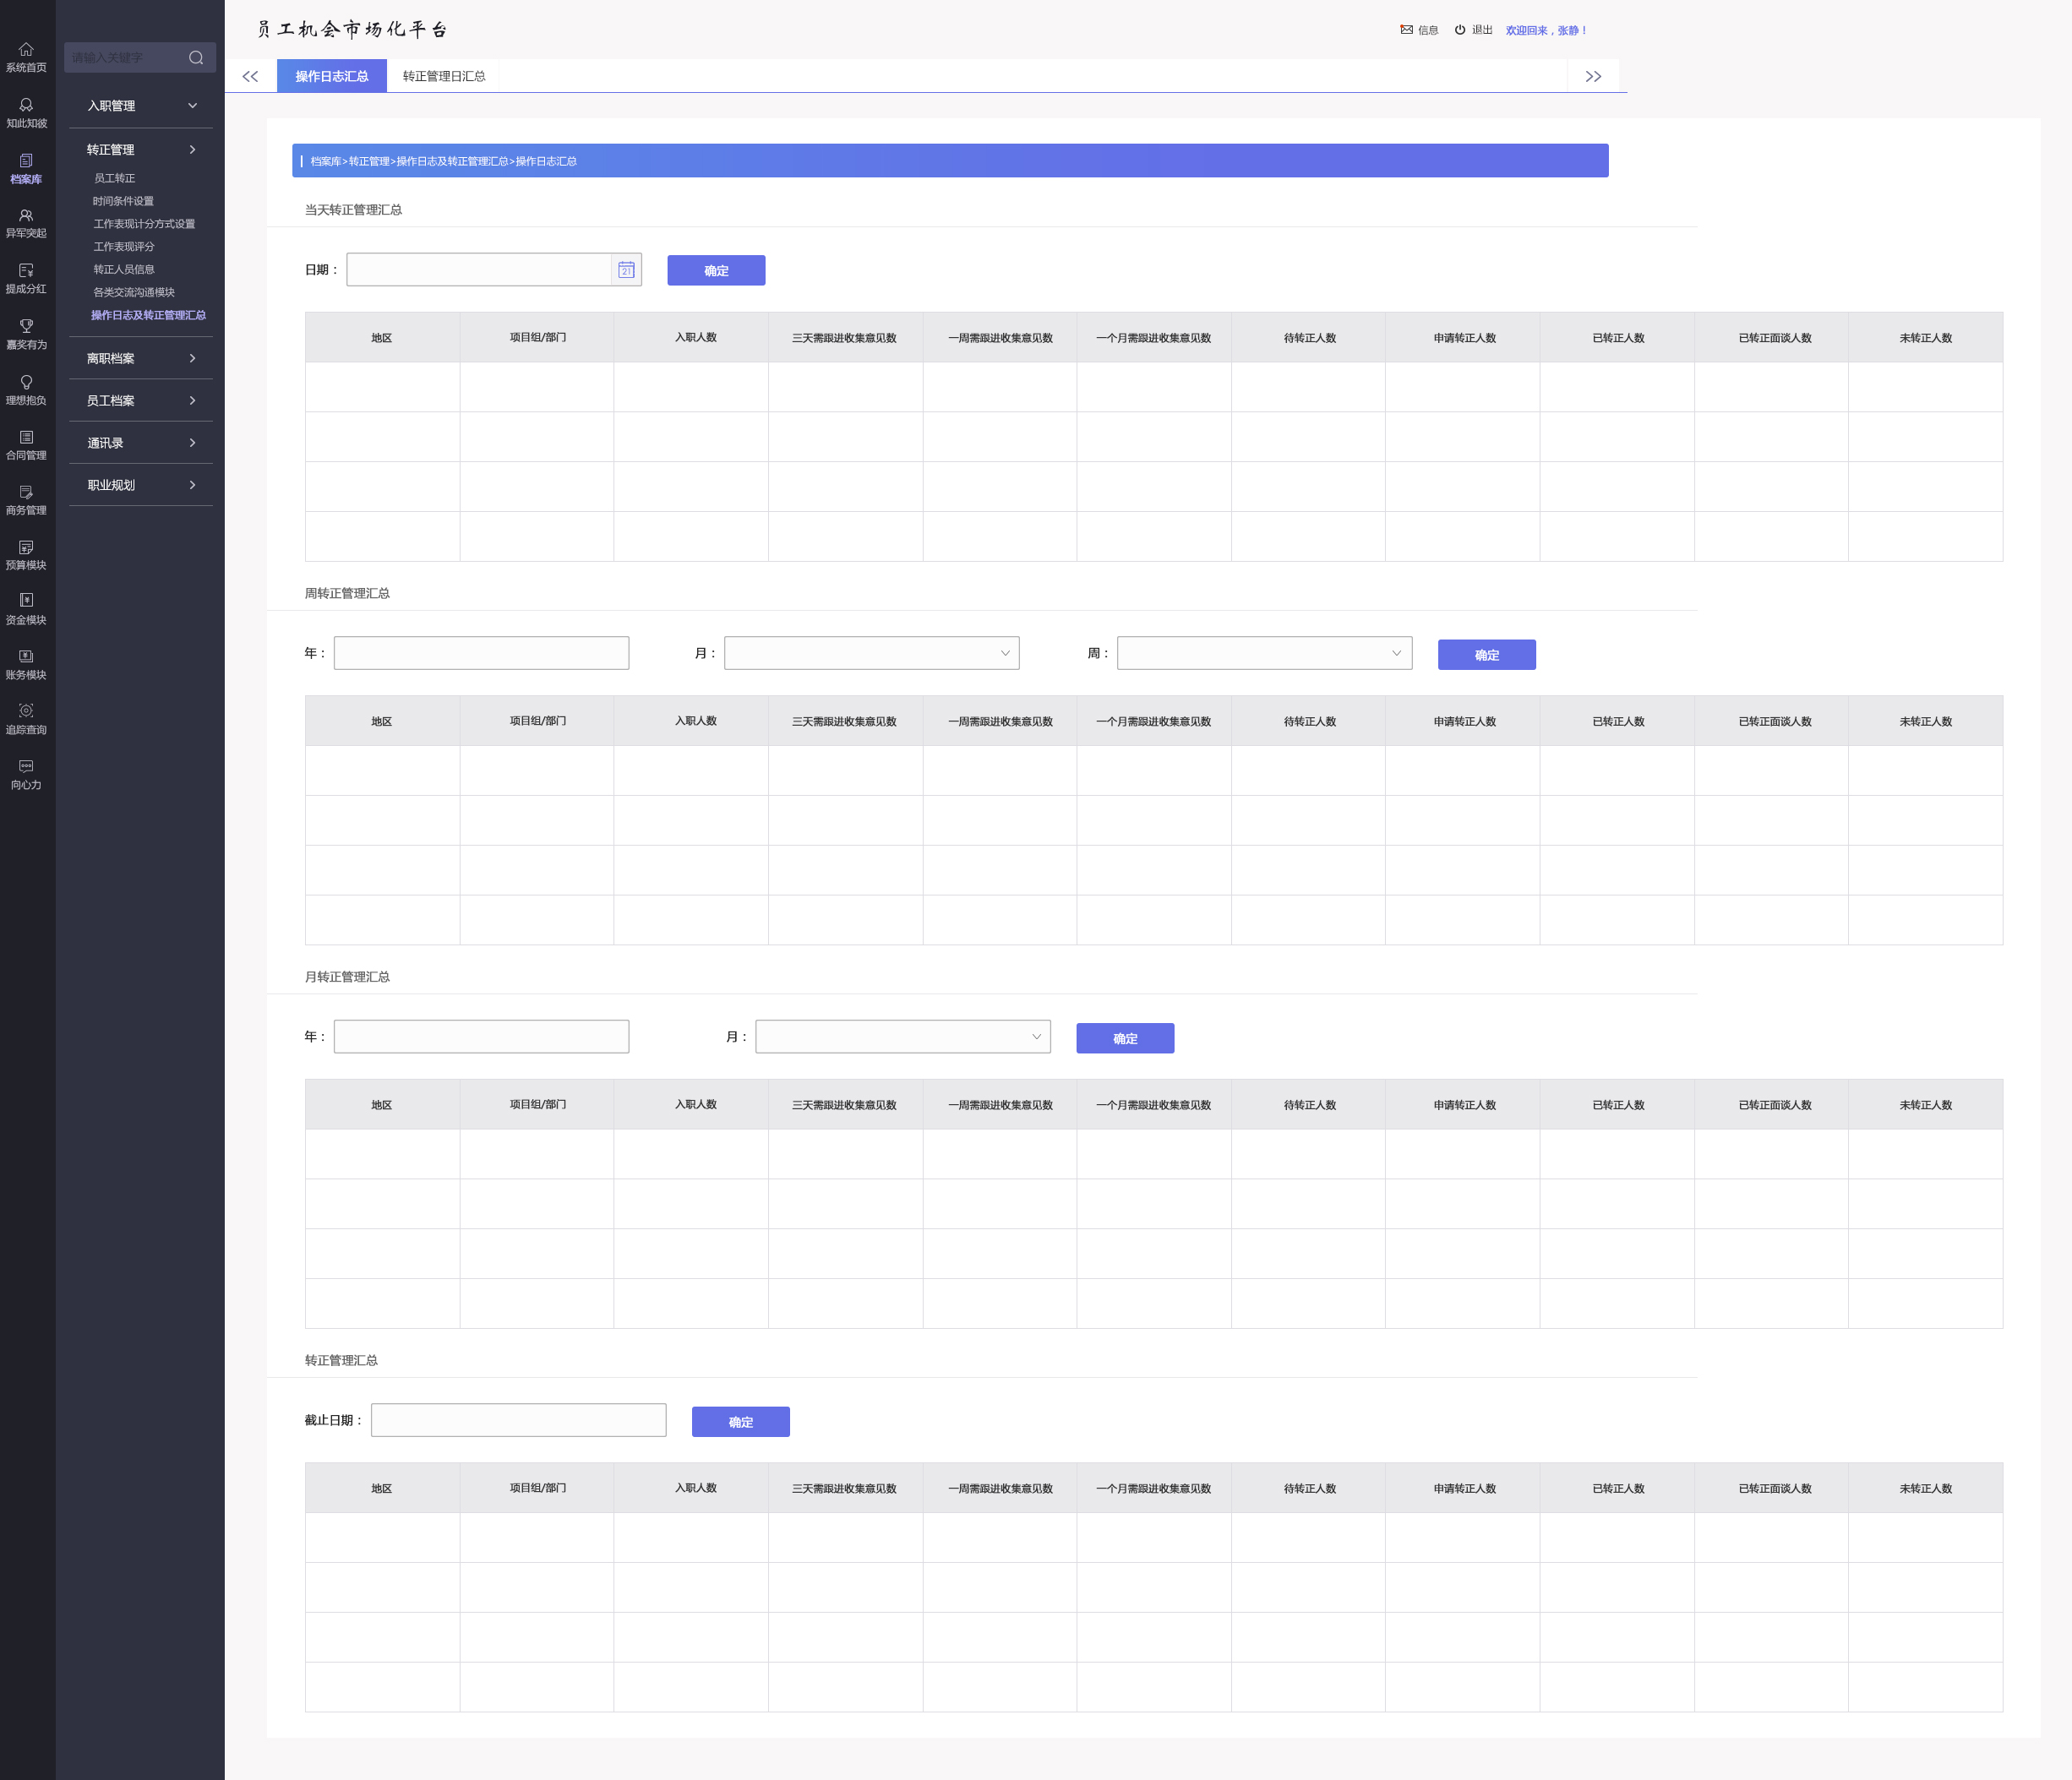 员工机会市场化平台
信息 退出 欢迎回来，张静！
系统首页
知此知彼
档案库
异军突起
提成分红
嘉奖有为
理想抱负
合同管理
商务管理
预算模块
资金模块
账务模块
追踪查询
向心力
请输入关键字
入职管理
转正管理
员工转正
时间条件设置
工作表现计分方式设置
工作表现评分
转正人员信息
各类交流沟通模块
操作日志及转正管理汇总
离职档案
员工档案
通讯录
职业规划
操作日志汇总 转正管理日汇总
档案库>转正管理>操作日志及转正管理汇总>操作日志汇总
当天转正管理汇总
日期： 21 确定
地区 项目组/部门 入职人数 三天需跟进收集意见数 一周需跟进收集意见数 一个月需跟进收集意见数 待转正人数 申请转正人数 已转正人数 已转正面谈人数 未转正人数
周转正管理汇总
年： 月： 周： 确定
地区 项目组/部门 入职人数 三天需跟进收集意见数 一周需跟进收集意见数 一个月需跟进收集意见数 待转正人数 申请转正人数 已转正人数 已转正面谈人数 未转正人数
月转正管理汇总
年： 月： 确定
地区 项目组/部门 入职人数 三天需跟进收集意见数 一周需跟进收集意见数 一个月需跟进收集意见数 待转正人数 申请转正人数 已转正人数 已转正面谈人数 未转正人数
转正管理汇总
截止日期： 确定
地区 项目组/部门 入职人数 三天需跟进收集意见数 一周需跟进收集意见数 一个月需跟进收集意见数 待转正人数 申请转正人数 已转正人数 已转正面谈人数 未转正人数